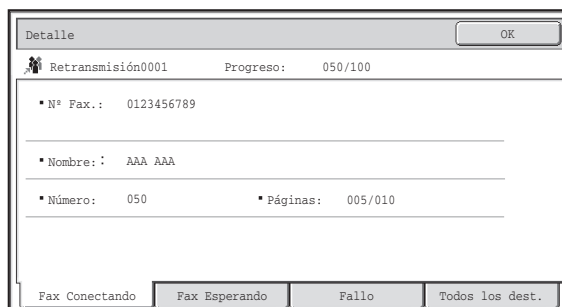 Detalle OK
Retransmisión0001 Progreso: 050/100
▪ Nº Fax.: 0123456789
▪ Nombre:: AAA AAA
▪ Número: 050 ▪ Páginas: 005/010
Fax Conectando Fax Esperando Fallo Todos los dest.